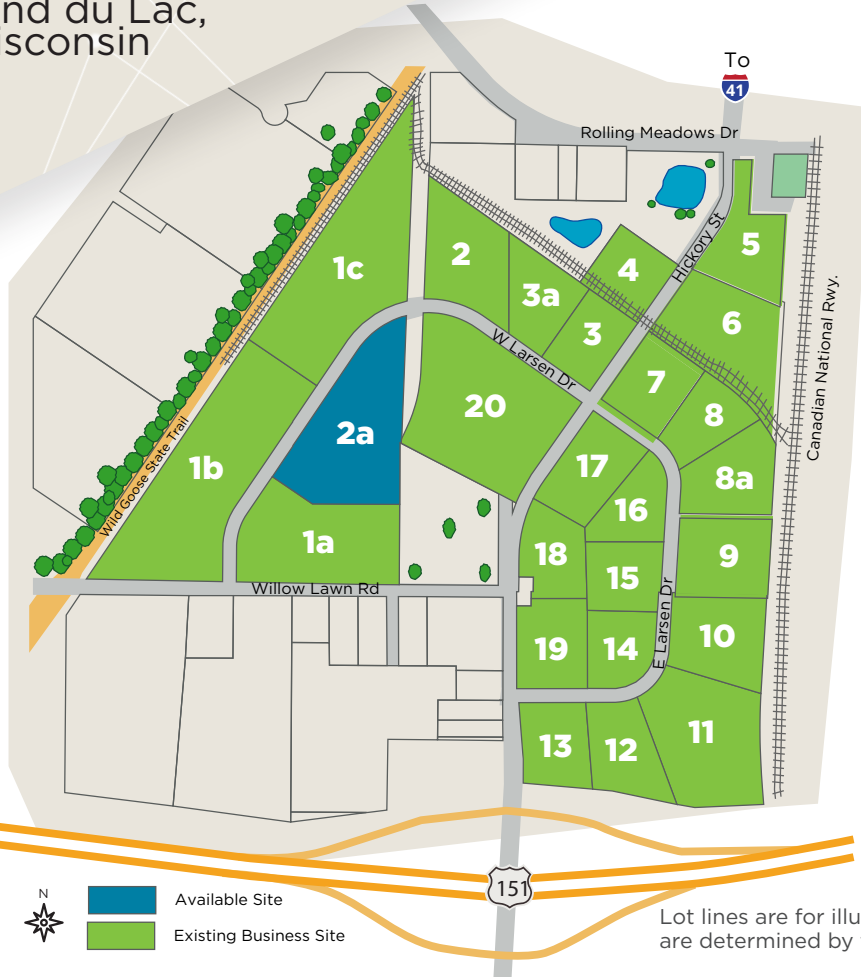 nd du Lac,
isconsin
To
41
Rolling Meadows Dr
Hickory St
Canadian National Rwy.
W Larsen Dr
E Larsen Dr
Wild Goose State Trail
Willow Lawn Rd
1c
2
3a
3
4
5
6
7
8
8a
20
2a
1b
1a
17
16
18
15
9
10
19
14
13
12
11
151
N
Available Site
Existing Business Site
Lot lines are for
are determined by